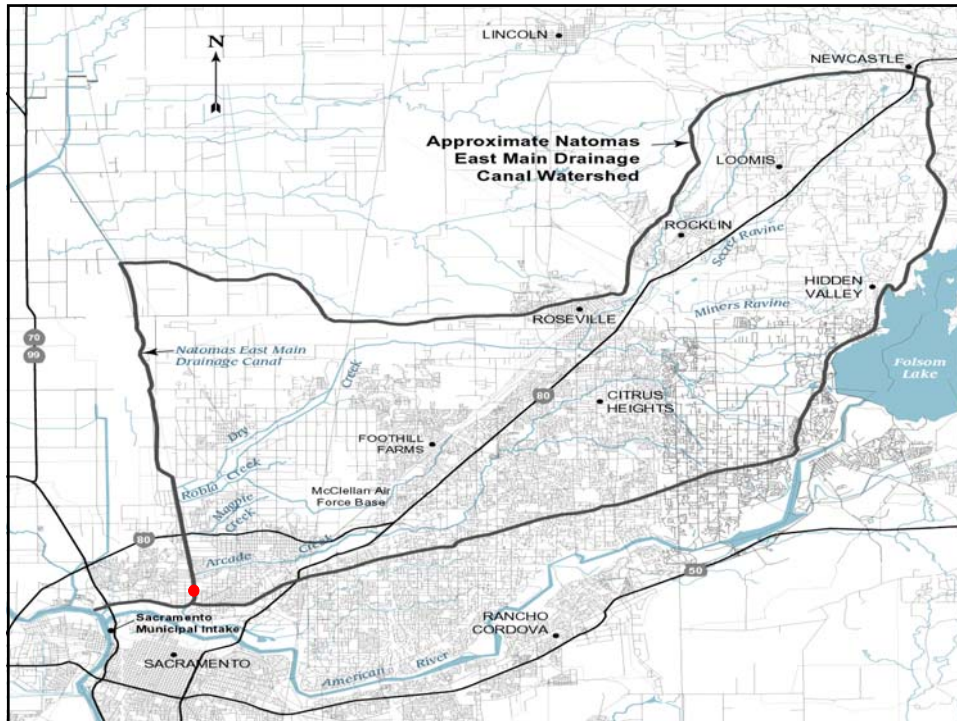 LINCOLN
N
NEWCASTLE
Approximate Natomas
East Main Drainage
Canal Watershed
LOOMIS
ROCKLIN
Secret Ravine
HIDDEN
VALLEY
Miners Ravine
ROSEVILLE
70
99
Natomas East Main
Drainage Canal
Folsom
Lake
Dry Creek
80
CITRUS
HEIGHTS
FOOTHILL
FARMS
Robla Creek
Magpie
Creek
McClellan Air
Force Base
80
Arcade Creek
50
Sacramento
Municipal Intake
RANCHO
CORDOVA
SACRAMENTO
American River